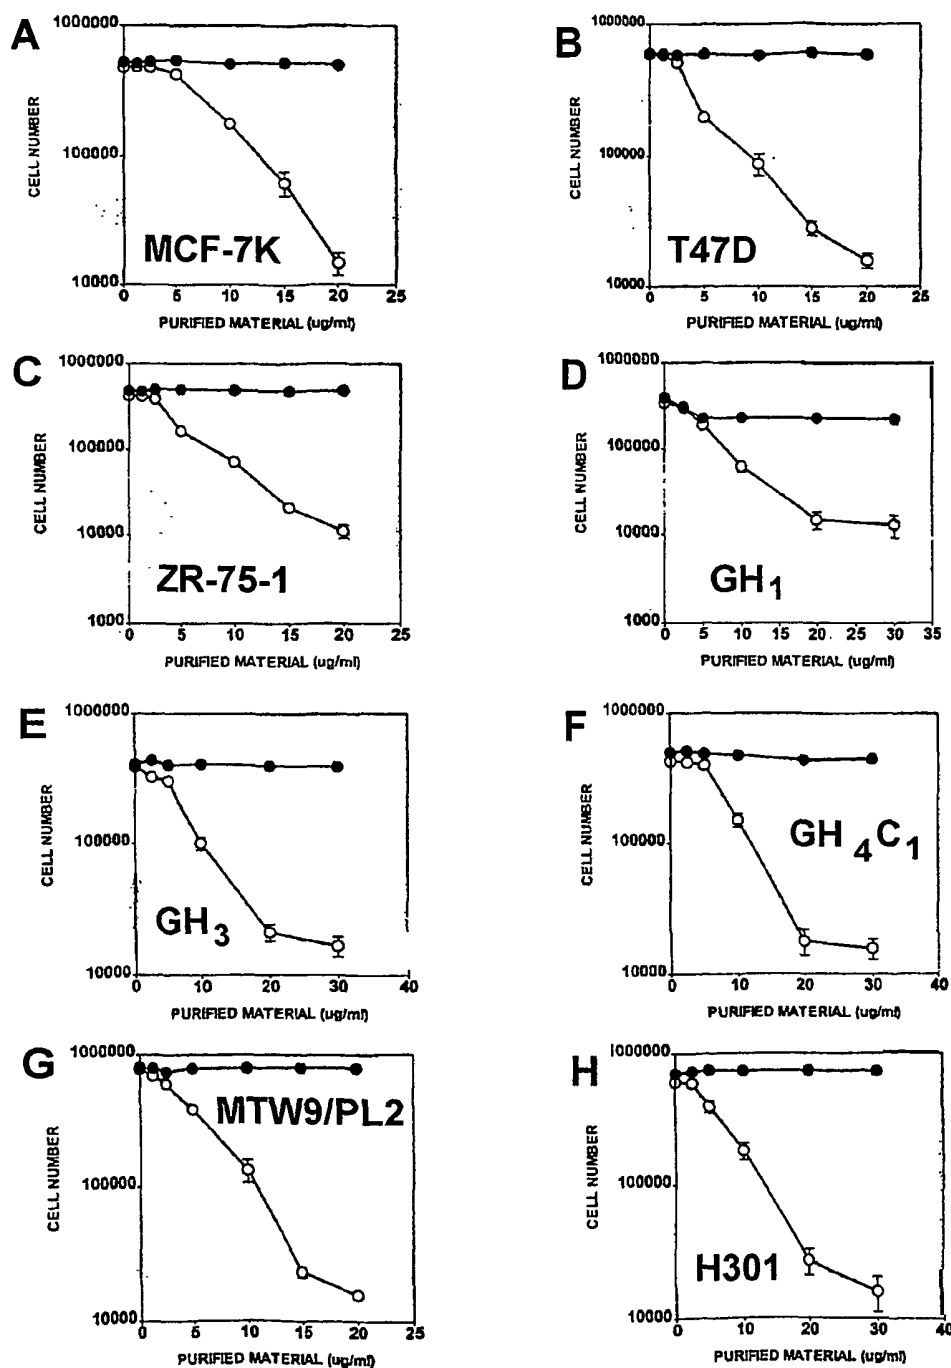 A
1000000
100000
10000
CELL NUMBER
MCF-7K
0 5 10 15 20 25
PURIFIED MATERIAL (ug/ml)
B
1000000
100000
10000
CELL NUMBER
T47D
0 5 10 15 20 25
PURIFIED MATERIAL (ug/ml)
C
1000000
100000
10000
1000
CELL NUMBER
ZR-75-1
0 5 10 15 20 25
PURIFIED MATERIAL (ug/ml)
D
1000000
100000
10000
1000
CELL NUMBER
GH1
0 5 10 15 20 25 30 35
PURIFIED MATERIAL (ug/ml)
E
1000000
100000
10000
CELL NUMBER
GH3
0 10 20 30 40
PURIFIED MATERIAL (ug/ml)
F
1000000
100000
10000
CELL NUMBER
GH4C1
0 10 20 30 40
PURIFIED MATERIAL (ug/ml)
G
1000000
100000
10000
CELL NUMBER
MTW9/PL2
0 5 10 15 20 25
PURIFIED MATERIAL (ug/ml)
H
1000000
100000
10000
CELL NUMBER
H301
0 10 20 30 40
PURIFIED MATERIAL (ug/ml)